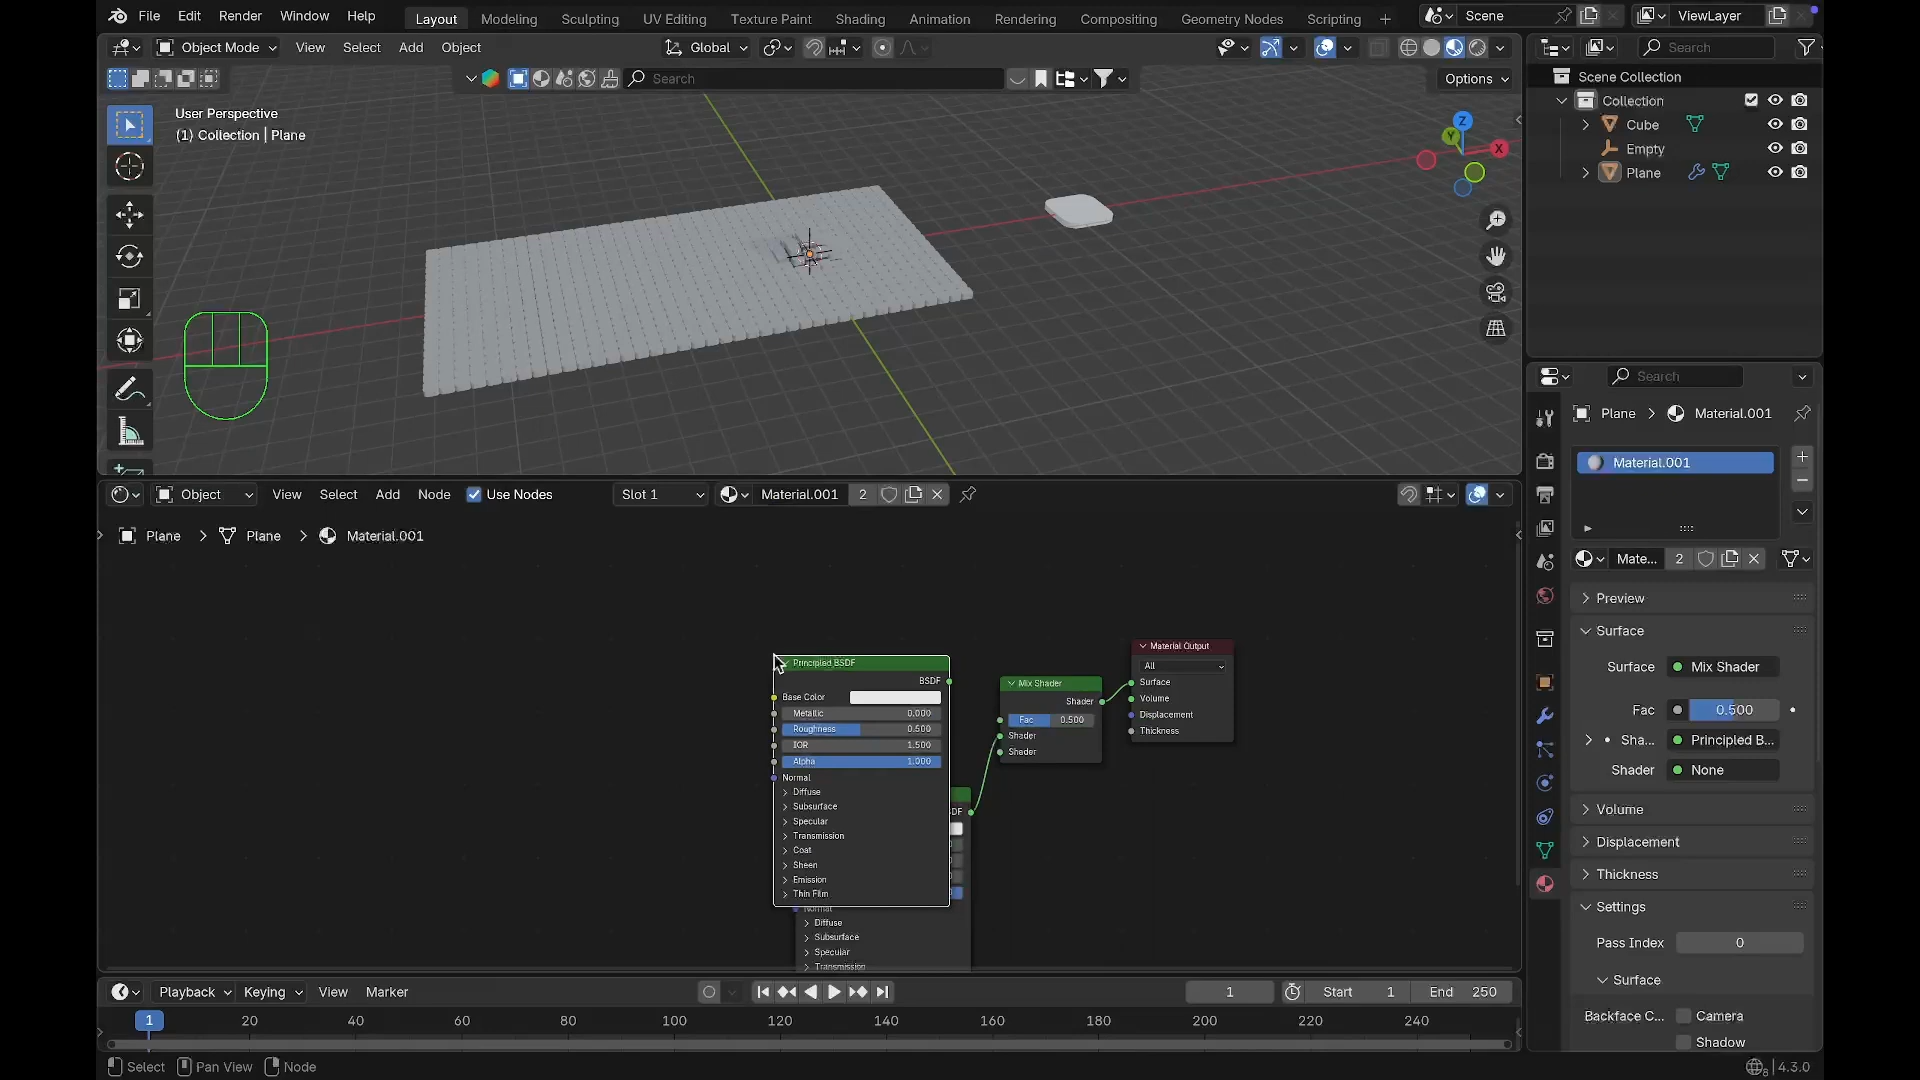 File Edit Render Window Help Layout Modeling Sculpting UV Editing Texture Paint Shading Animation Rendering Compositing Geometry Nodes Scripting + Scene ViewLayer
Object Mode View Select Add Object Global Search
Search Options
Scene Collection
Collection
Cube
Empty
Plane
User Perspective
(1) Collection | Plane
Z
Y
X
Search
Plane > Material.001
Material.001
Mate... 2
Preview
Surface
Surface Mix Shader
Fac 0.500
Sha... Principled B...
Shader None
Volume
Displacement
Thickness
Settings
Pass Index 0
Surface
Backface C... Camera
Shadow
Object View Select Add Node Use Nodes Slot 1 Material.001 2
Plane > Plane > Material.001
Principled BSDF
BSDF
Base Color
Metallic 0.000
Roughness 0.500
IOR 1.500
Alpha 1.000
Normal
Diffuse
Subsurface
Specular
Transmission
Coat
Sheen
Emission
Thin Film
DF
Normal
Diffuse
Subsurface
Specular
Transmission
Mix Shader
Shader
Fac 0.500
Shader
Shader
Material Output
All
Surface
Volume
Displacement
Thickness
Playback Keying View Marker 1 Start 1 End 250
1 20 40 60 80 100 120 140 160 180 200 220 240
Select Pan View Node 4.3.0